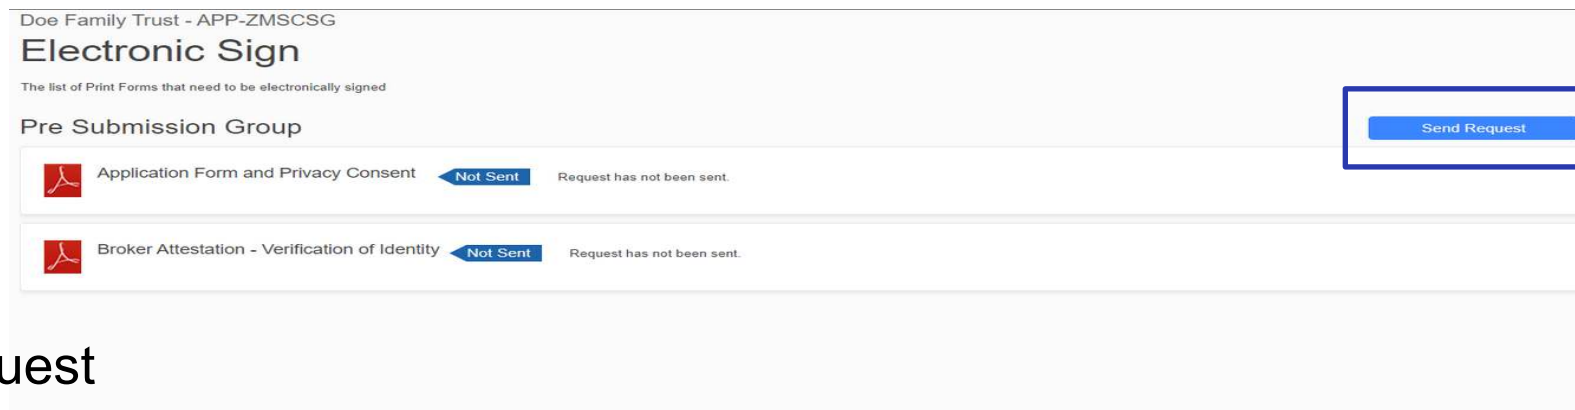 Doe Family Trust - APP-ZMSCSG
Electronic Sign
The list of Print Forms that need to be electronically signed
Pre Submission Group
Send Request
Application Form and Privacy Consent Not Sent Request has not been sent.
Broker Attestation - Verification of Identity Not Sent Request has not been sent.
uest